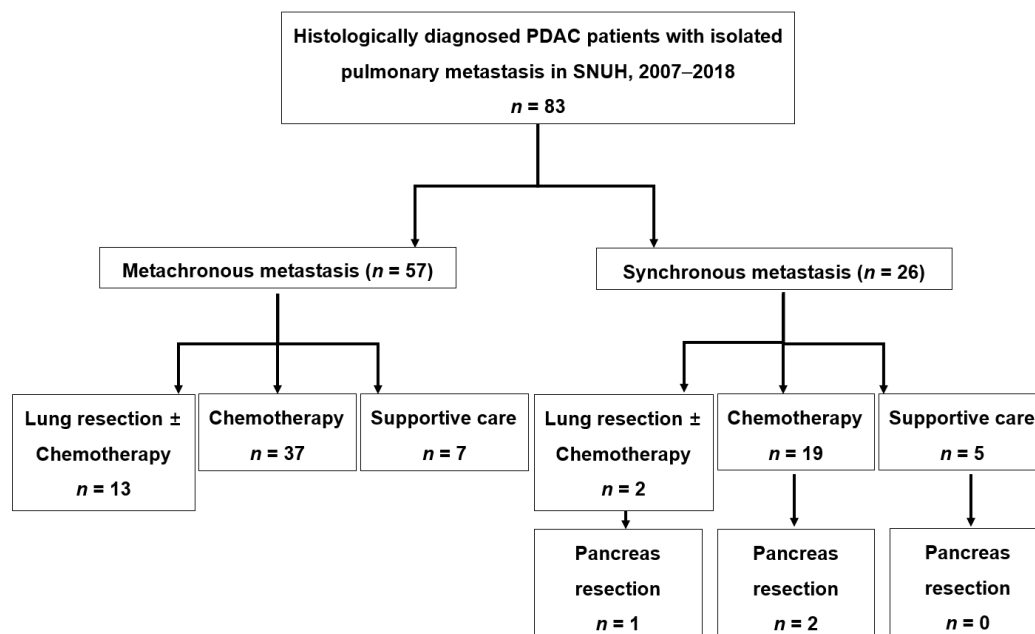 Histologically diagnosed PDAC patients with isolated
pulmonary metastasis in SNUH, 2007–2018
n = 83
Metachronous metastasis (n = 57)
Synchronous metastasis (n = 26)
Lung resection ±
Chemotherapy
n = 13
Chemotherapy
n = 37
Supportive care
n = 7
Lung resection ±
Chemotherapy
n = 2
Chemotherapy
n = 19
Supportive care
n = 5
Pancreas
resection
n = 1
Pancreas
resection
n = 2
Pancreas
resection
n = 0